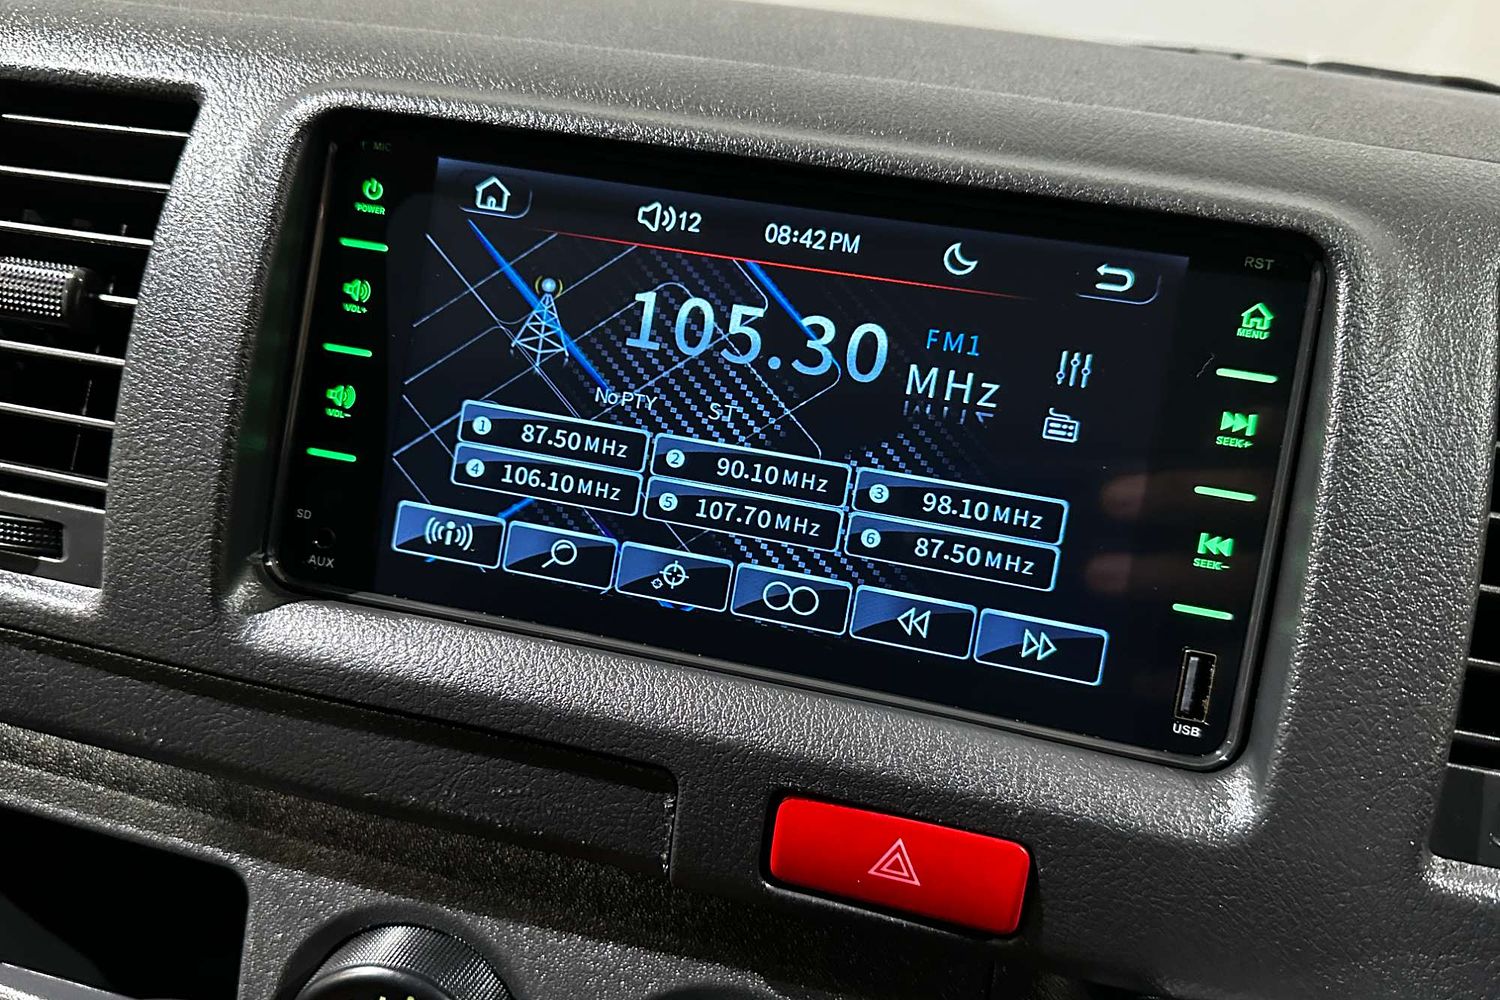 MIC
POWER
VOL+
VOL-
SD
AUX
12
08:42 PM
105.30
FM1
MHz
NoPTY
ST
1 87.50 MHz
2 90.10 MHz
3 98.10 MHz
4 106.10 MHz
5 107.70 MHz
6 87.50 MHz
RST
MENU
SEEK+
SEEK-
USB